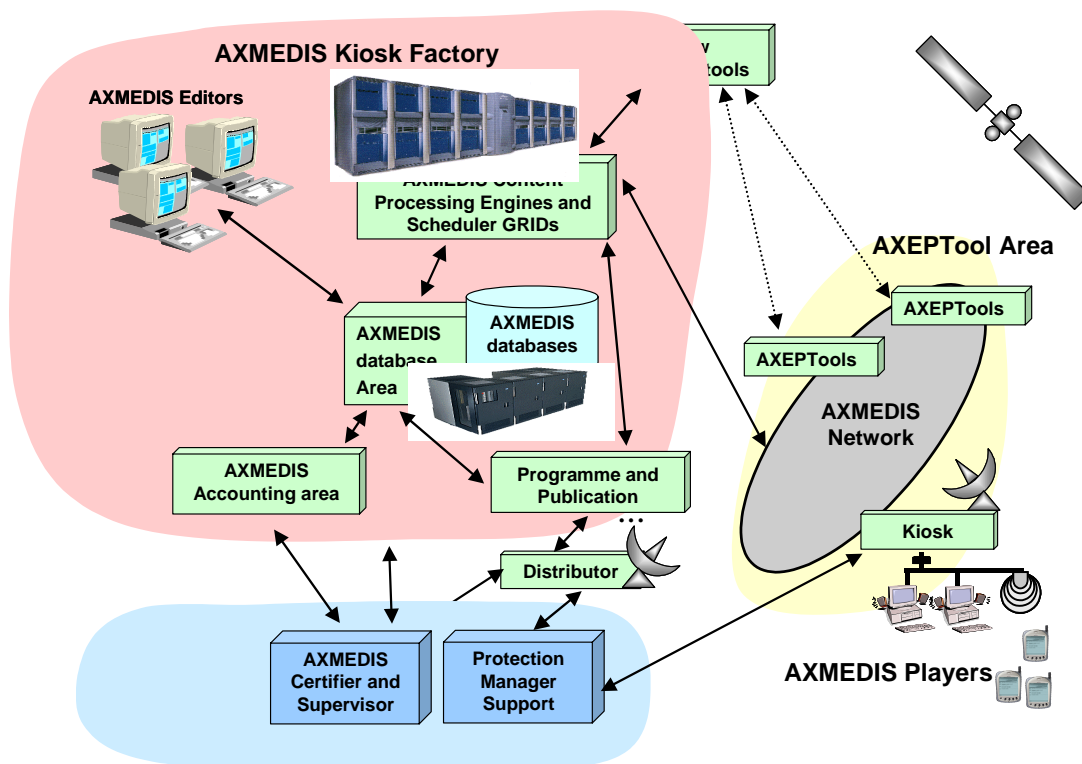 AXMEDIS Kiosk Factory
AXMEDIS Editors
tools
AXMEDIS Content
Processing Engines and
Scheduler GRIDs
AXEPTool Area
AXEPTools
AXEPTools
AXMEDIS
Network
AXMEDIS
database
Area
AXMEDIS
databases
AXMEDIS
Accounting area
Programme and
Publication
...
Kiosk
Distributor
AXMEDIS
Certifier and
Supervisor
Protection
Manager
Support
AXMEDIS Players